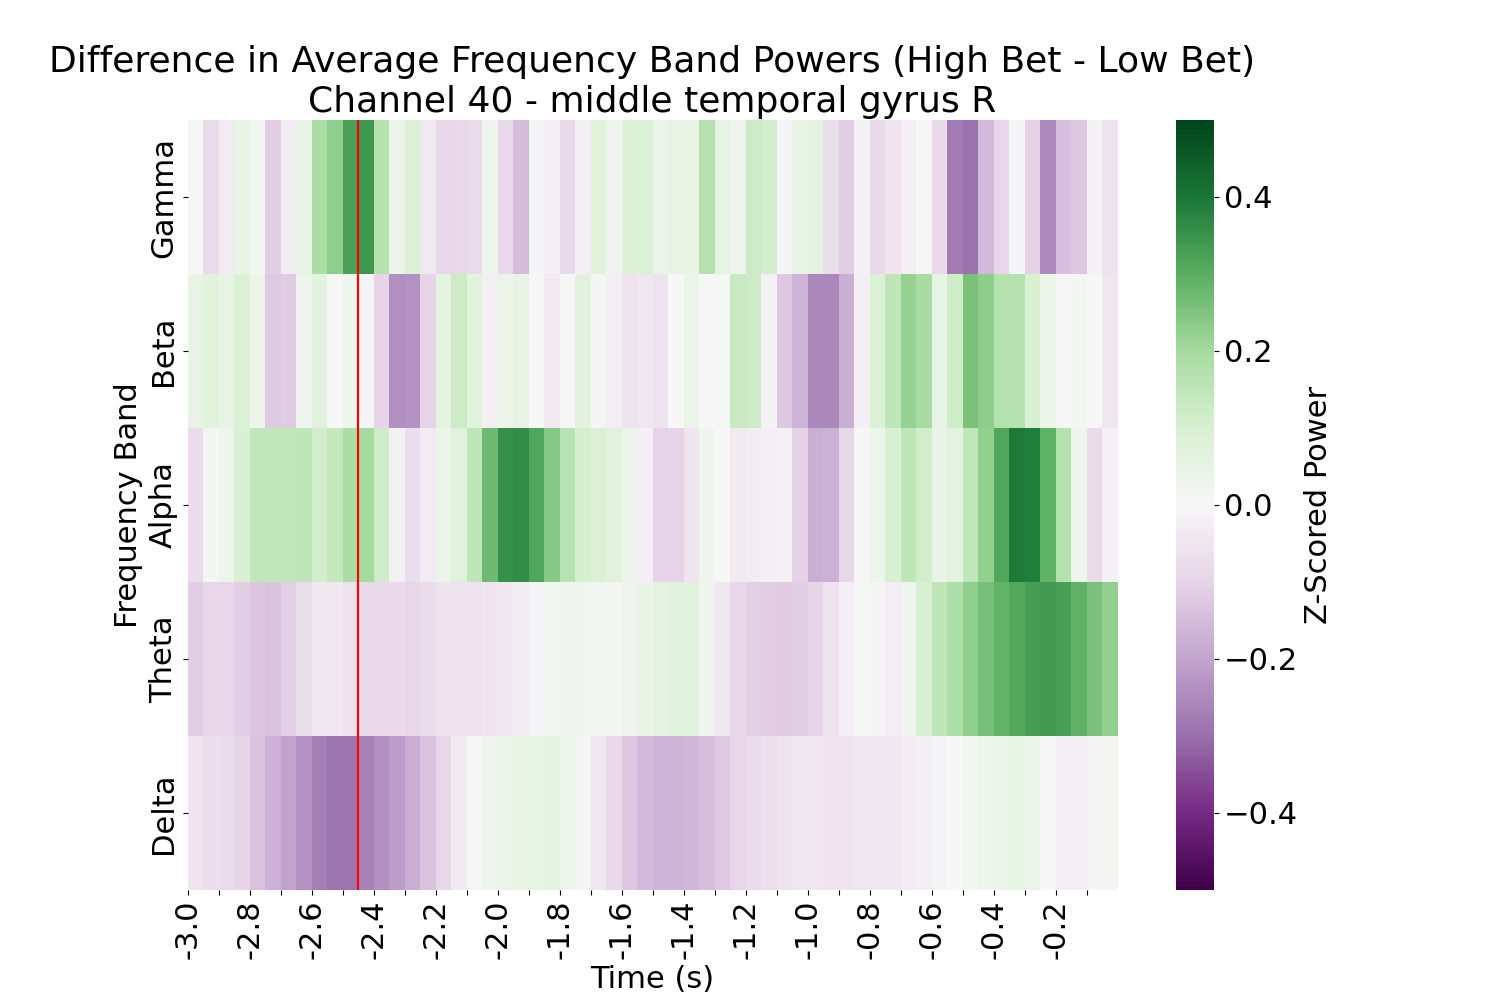 Difference in Average Frequency Band Powers (High Bet - Low Bet)
Channel 40 - middle temporal gyrus R
Frequency Band
Gamma
Beta
Alpha
Theta
Delta
-3.0
-2.8
-2.6
-2.4
-2.2
-2.0
-1.8
-1.6
-1.4
-1.2
-1.0
-0.8
-0.6
-0.4
-0.2
Time (s)
0.4
0.2
0.0
−0.2
−0.4
Z-Scored Power